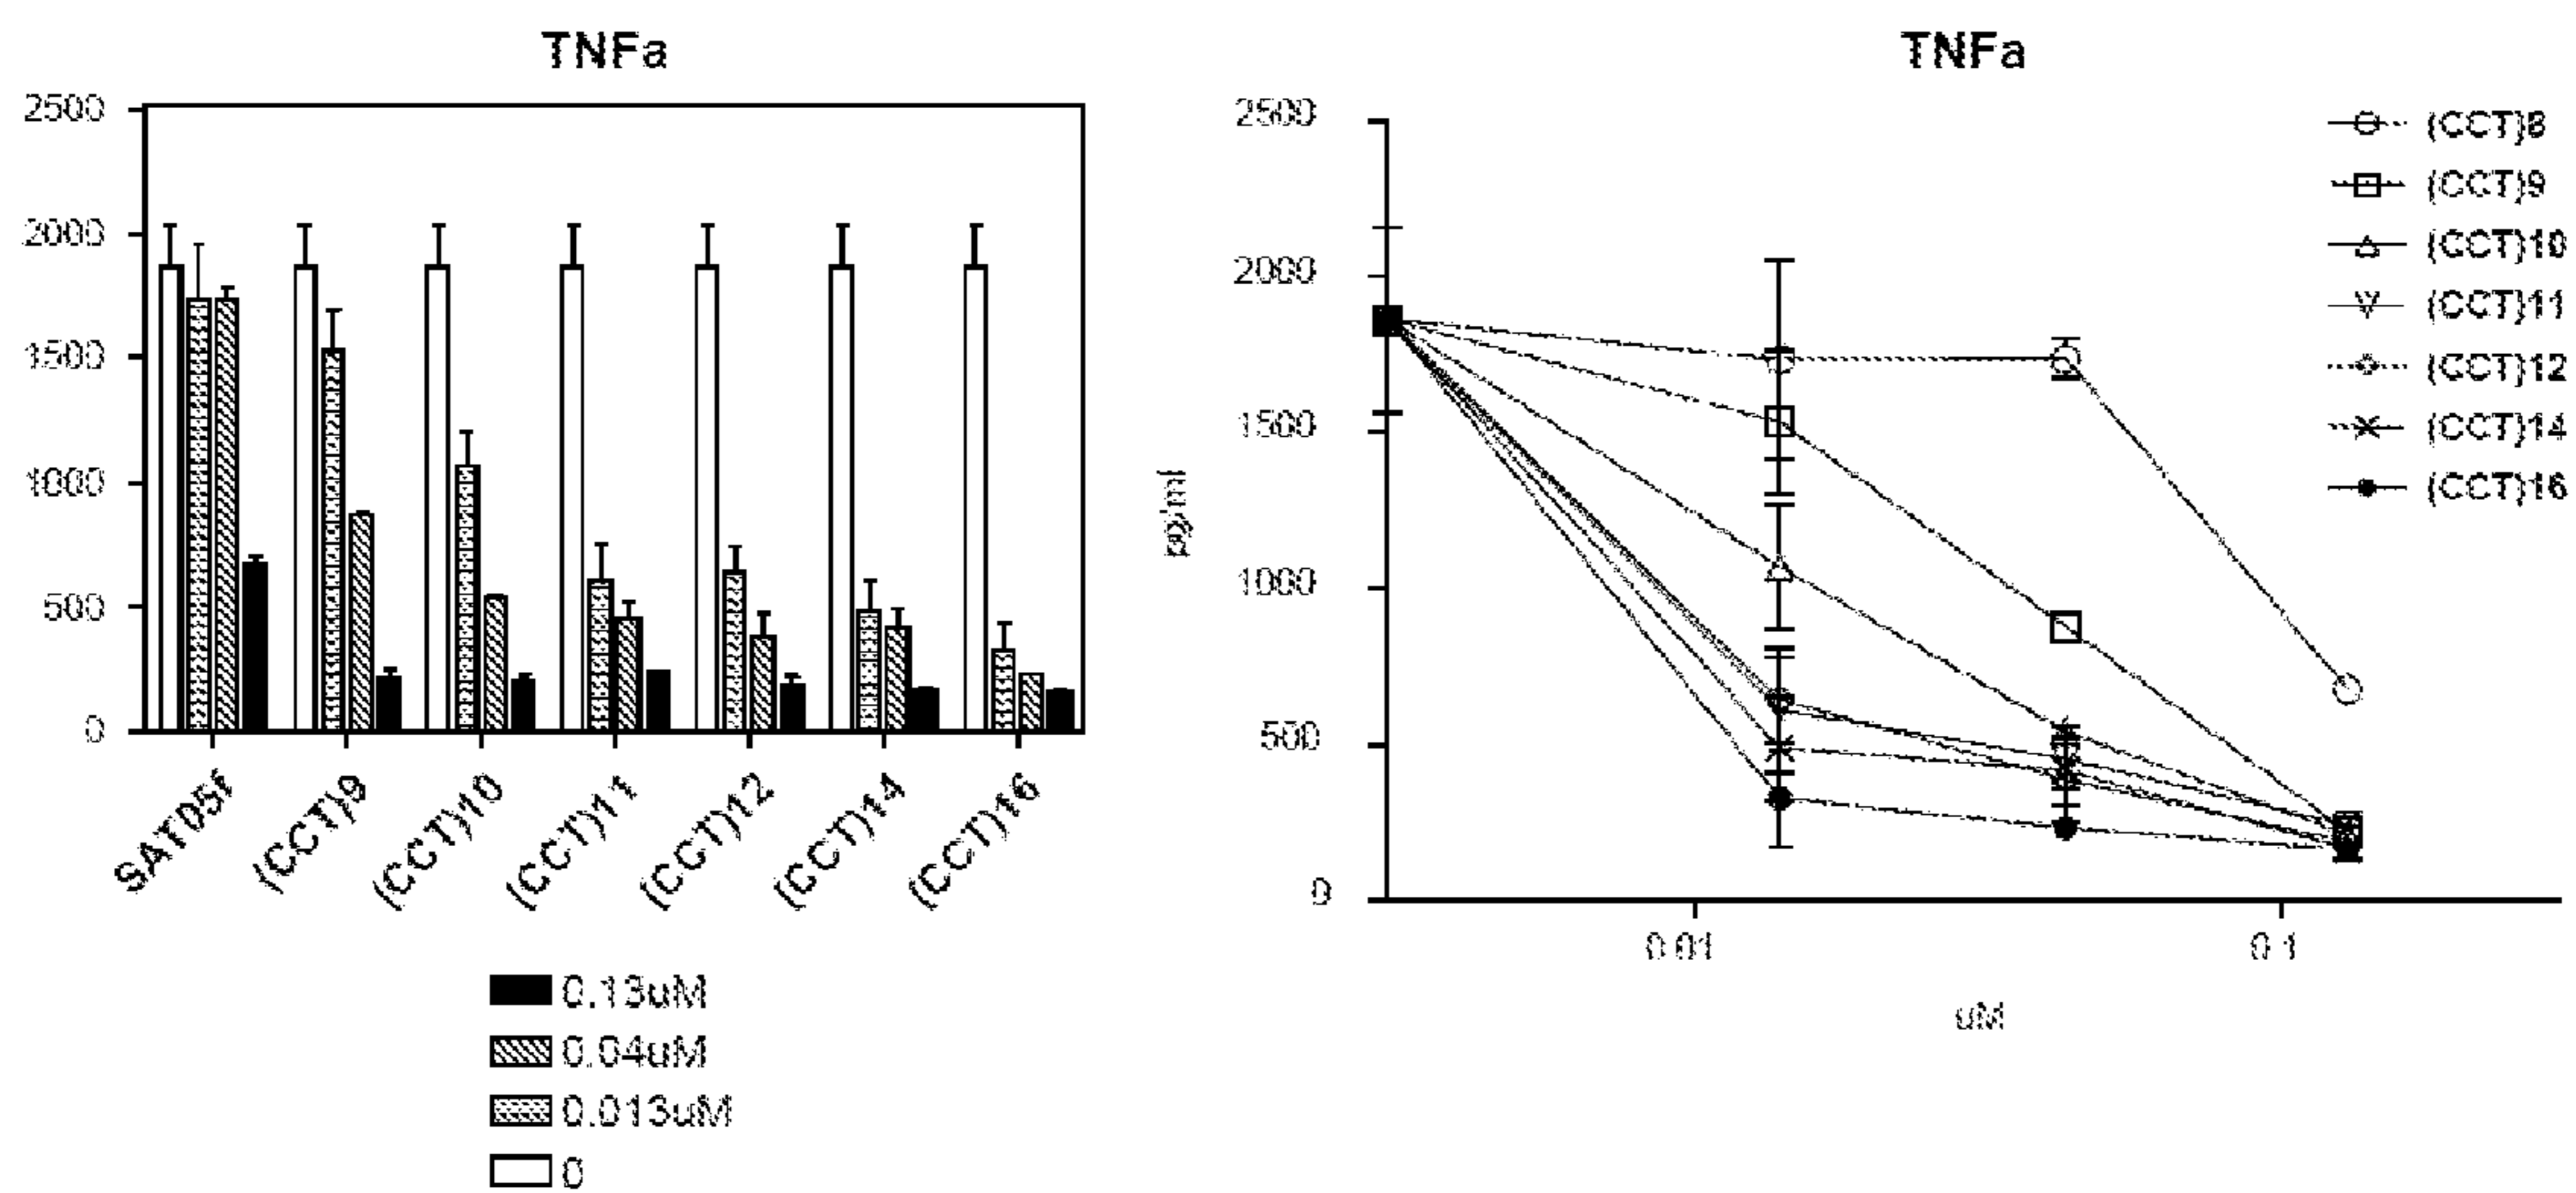 TNFa
2500
2000
1500
1000
500
0
SAT05f
(CCT)9
(CCT)10
(CCT)11
(CCT)12
(CCT)14
(CCT)16
0.13uM
0.04uM
0.013uM
0
TNFa
pg/ml
2500
2000
1500
1000
500
0
0.01
0.1
uM
(CCT)8
(CCT)9
(CCT)10
(CCT)11
(CCT)12
(CCT)14
(CCT)16